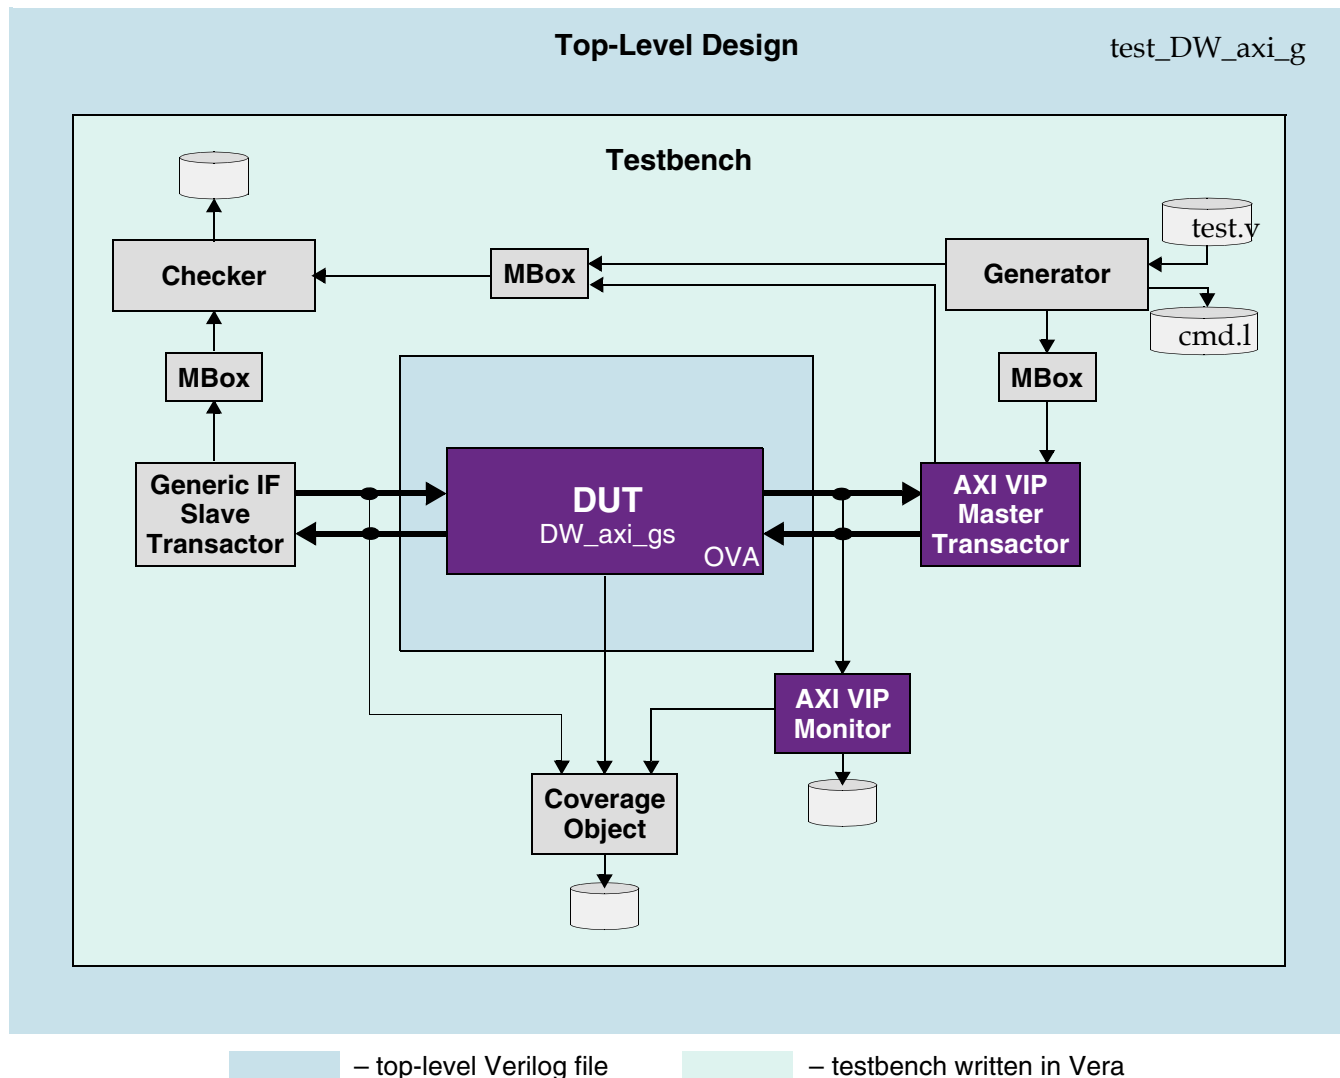 Top-Level Design
test_DW_axi_g
Testbench
test.v
Checker
MBox
Generator
cmd.l
MBox
MBox
Generic IF
Slave
Transactor
DUT
DW_axi_gs
OVA
AXI VIP
Master
Transactor
AXI VIP
Monitor
Coverage
Object
– top-level Verilog file
– testbench written in Vera